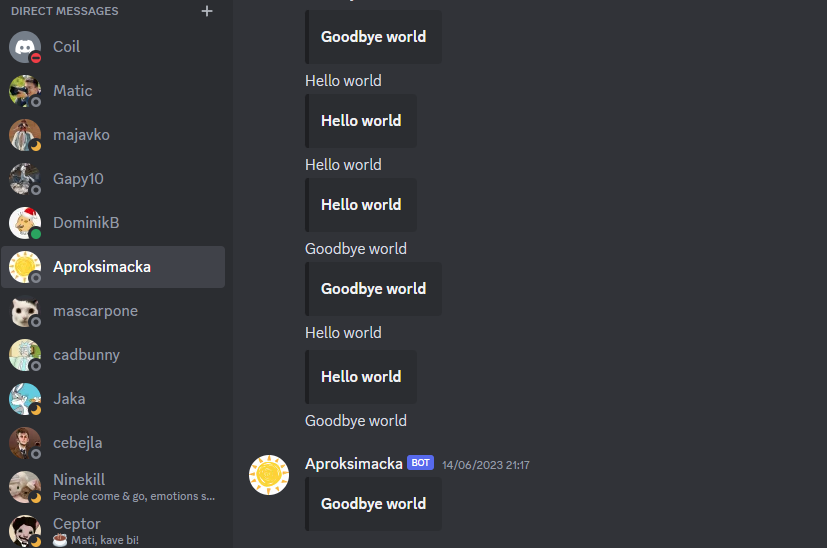 DIRECT MESSAGES
Coil
Matic
majavko
Gapy10
DominikB
Aproksimacka
mascarpone
cadbunny
Jaka
cebejla
Ninekill
People come & go, emotions s...
Ceptor
Mati, kave bi!
Goodbye world
Hello world
Hello world
Hello world
Hello world
Goodbye world
Goodbye world
Hello world
Hello world
Goodbye world
Aproksimacka BOT 14/06/2023 21:17
Goodbye world